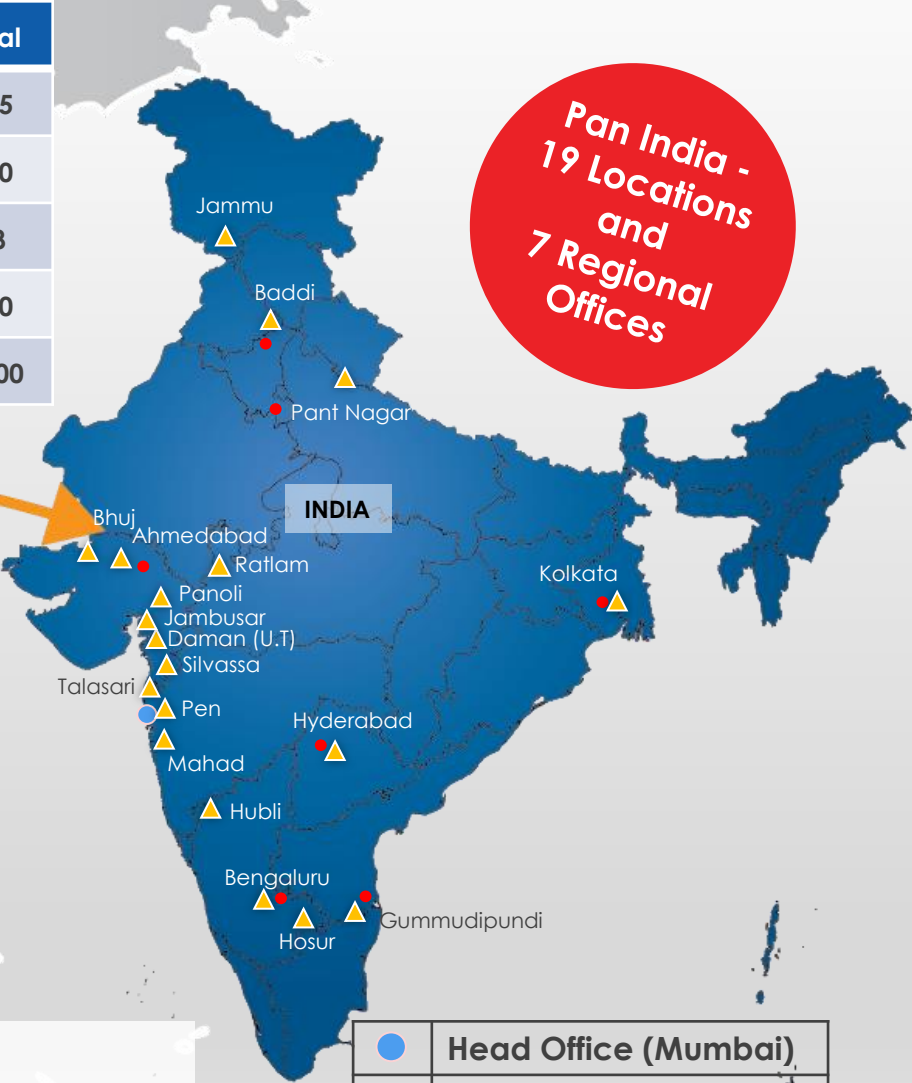 al
5
0
3
0
00
Pan India -
19 Locations
and
7 Regional
Offices
Jammu
Baddi
Pant Nagar
INDIA
Bhuj
Ahmedabad
Ratlam
Kolkata
Panoli
Jambusar
Daman (U.T)
Silvassa
Talasari
Pen
Hyderabad
Mahad
Hubli
Bengaluru
Gummudipundi
Hosur
Head Office (Mumbai)